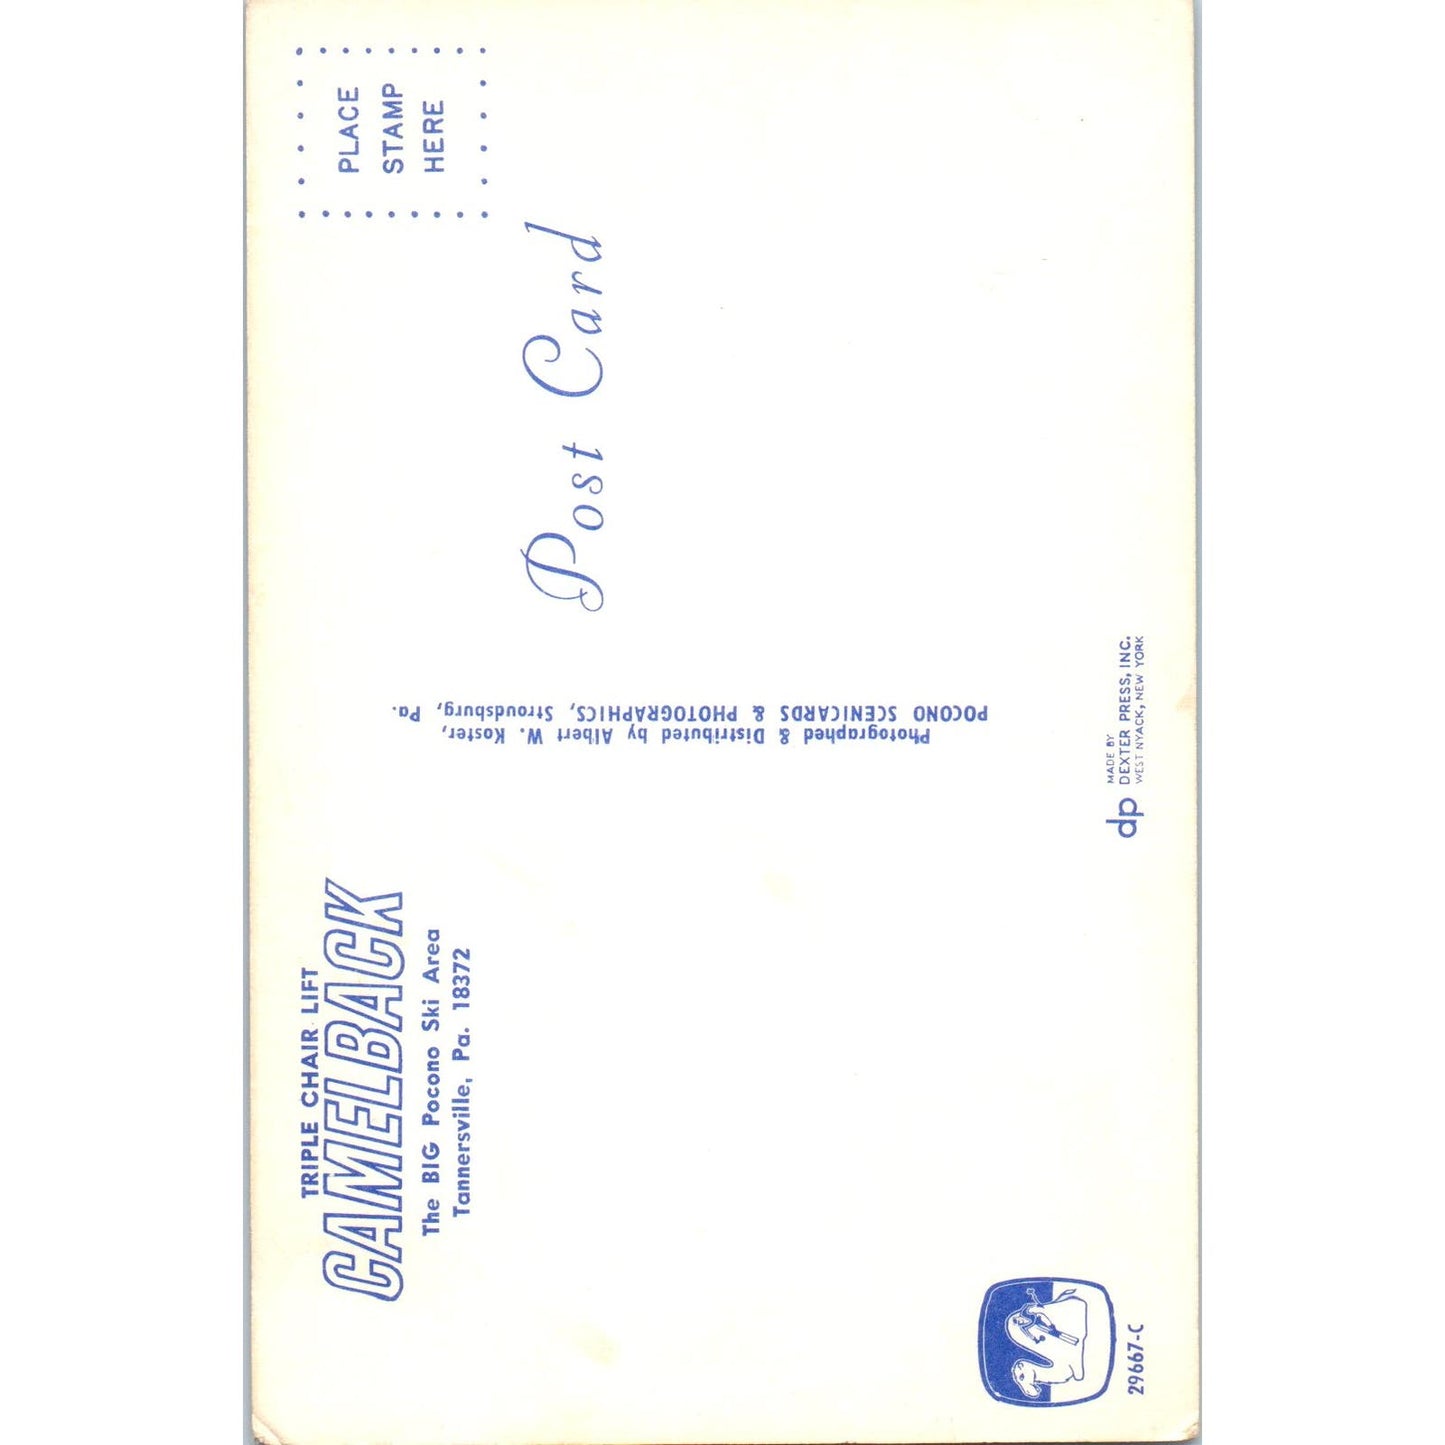 TRIPLE CHAIR LIFT
CAMELBACK
The BIG Pocono Ski Area
Tannersville, Pa. 18372
PLACE
STAMP
HERE
Post Card
Photographed & Distributed by Albert W. Koster,
POCONO SCENICARDS & PHOTOGRAPHICS, Stroudsburg, Pa.
29667-C
dp
MADE BY
DEXTER PRESS, INC.
WEST NYACK, NEW YORK